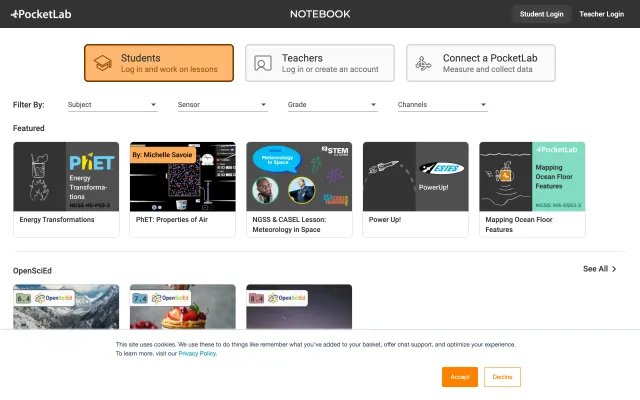 PocketLab
NOTEBOOK
Student Login
Teacher Login
Students
Log in and work on lessons
Teachers
Log in or create an account
Connect a PocketLab
Measure and collect data
Filter By:
Subject
Sensor
Grade
Channels
Featured
PhET
Energy
Transforma-
tions
NGSS: HS-PS3-3
Energy Transformations
By: Michelle Savoie
PhET: Properties of Air
Meteorology
in Space
STEM
NGSS & CASEL Lesson:
Meteorology in Space
ESTES
PowerUp!
Power Up!
PocketLab
Mapping
Ocean Floor
Features
NGSS: MS-ESS2-3
Mapping Ocean Floor
Features
OpenSciEd
See All
6.4
OpenSciEd
7.4
OpenSciEd
8.4
OpenSciEd
This site uses cookies. We use these to do things like remember what you've added to your basket, offer chat support, and optimize your experience.
To learn more, visit our Privacy Policy.
Accept
Decline